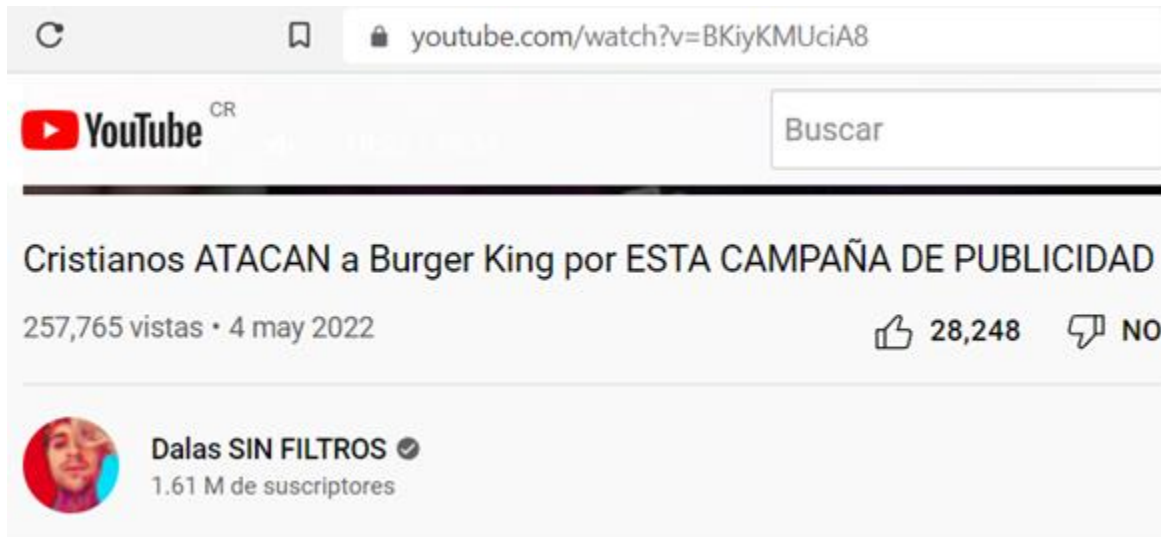 youtube.com/watch?v=BKiyKMUciA8
YouTube CR
Buscar
Cristianos ATACAN a Burger King por ESTA CAMPAÑA DE PUBLICIDAD
257,765 vistas • 4 may 2022 28,248 NO
Dalas SIN FILTROS
1.61 M de suscriptores